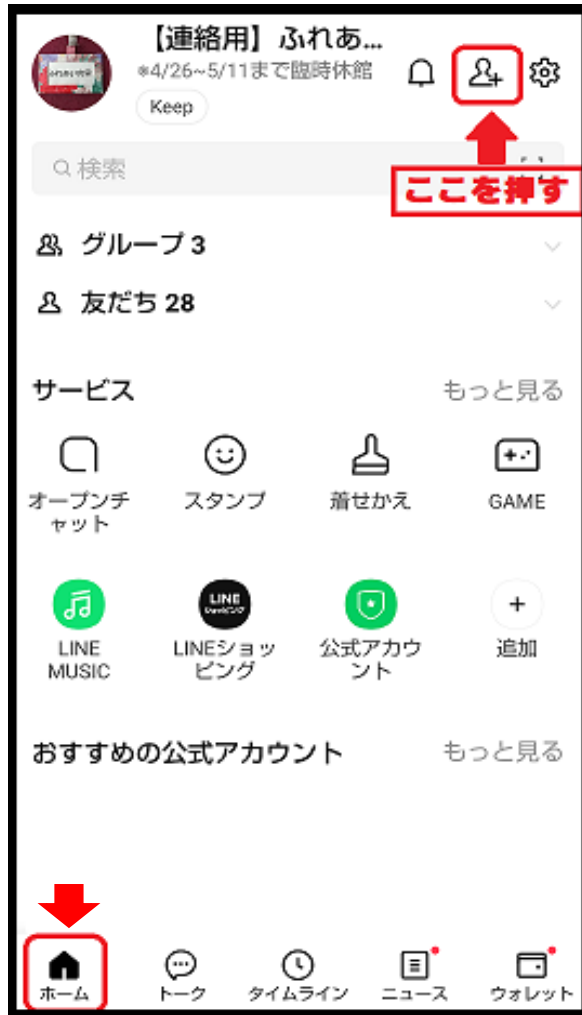 【連絡用】ふれあ...
※4/26~5/11まで臨時休館
Keep
検索
ここを押す
グループ 3
友だち 28
サービス
もっと見る
オープンチャット
スタンプ
着せかえ
GAME
LINE
LINE MUSIC
LINEショッピング
公式アカウント
追加
おすすめの公式アカウント
もっと見る
ホーム
トーク
タイムライン
ニュース
ウォレット